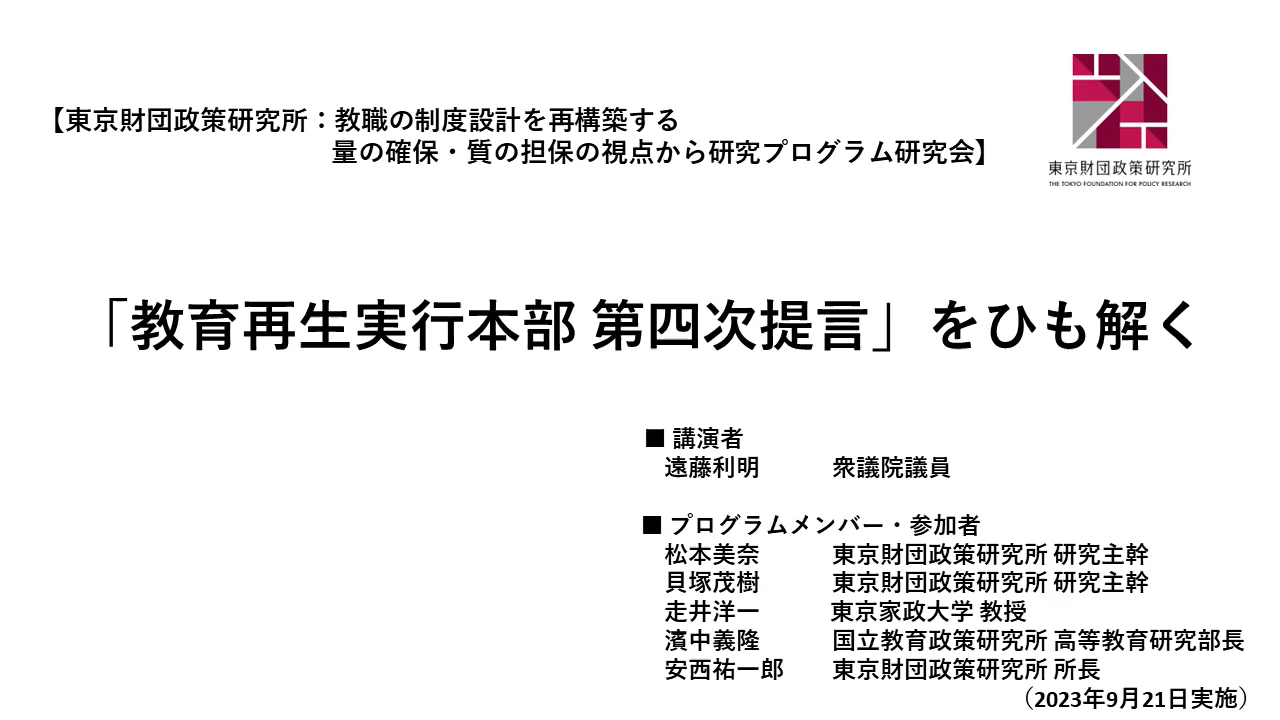 【東京財団政策研究所：教職の制度設計を再構築する
量の確保・質の担保の視点から研究プログラム研究会】
東京財団政策研究所
THE TOKYO FOUNDATION FOR POLICY RESEARCH
「教育再生実行本部 第四次提言」をひも解く
■ 講演者
遠藤利明 衆議院議員
■ プログラムメンバー・参加者
松本美奈 東京財団政策研究所 研究主幹
貝塚茂樹 東京財団政策研究所 研究主幹
走井洋一 東京家政大学 教授
濱中義隆 国立教育政策研究所 高等教育研究部長
安西祐一郎 東京財団政策研究所 所長
（2023年9月21日実施）